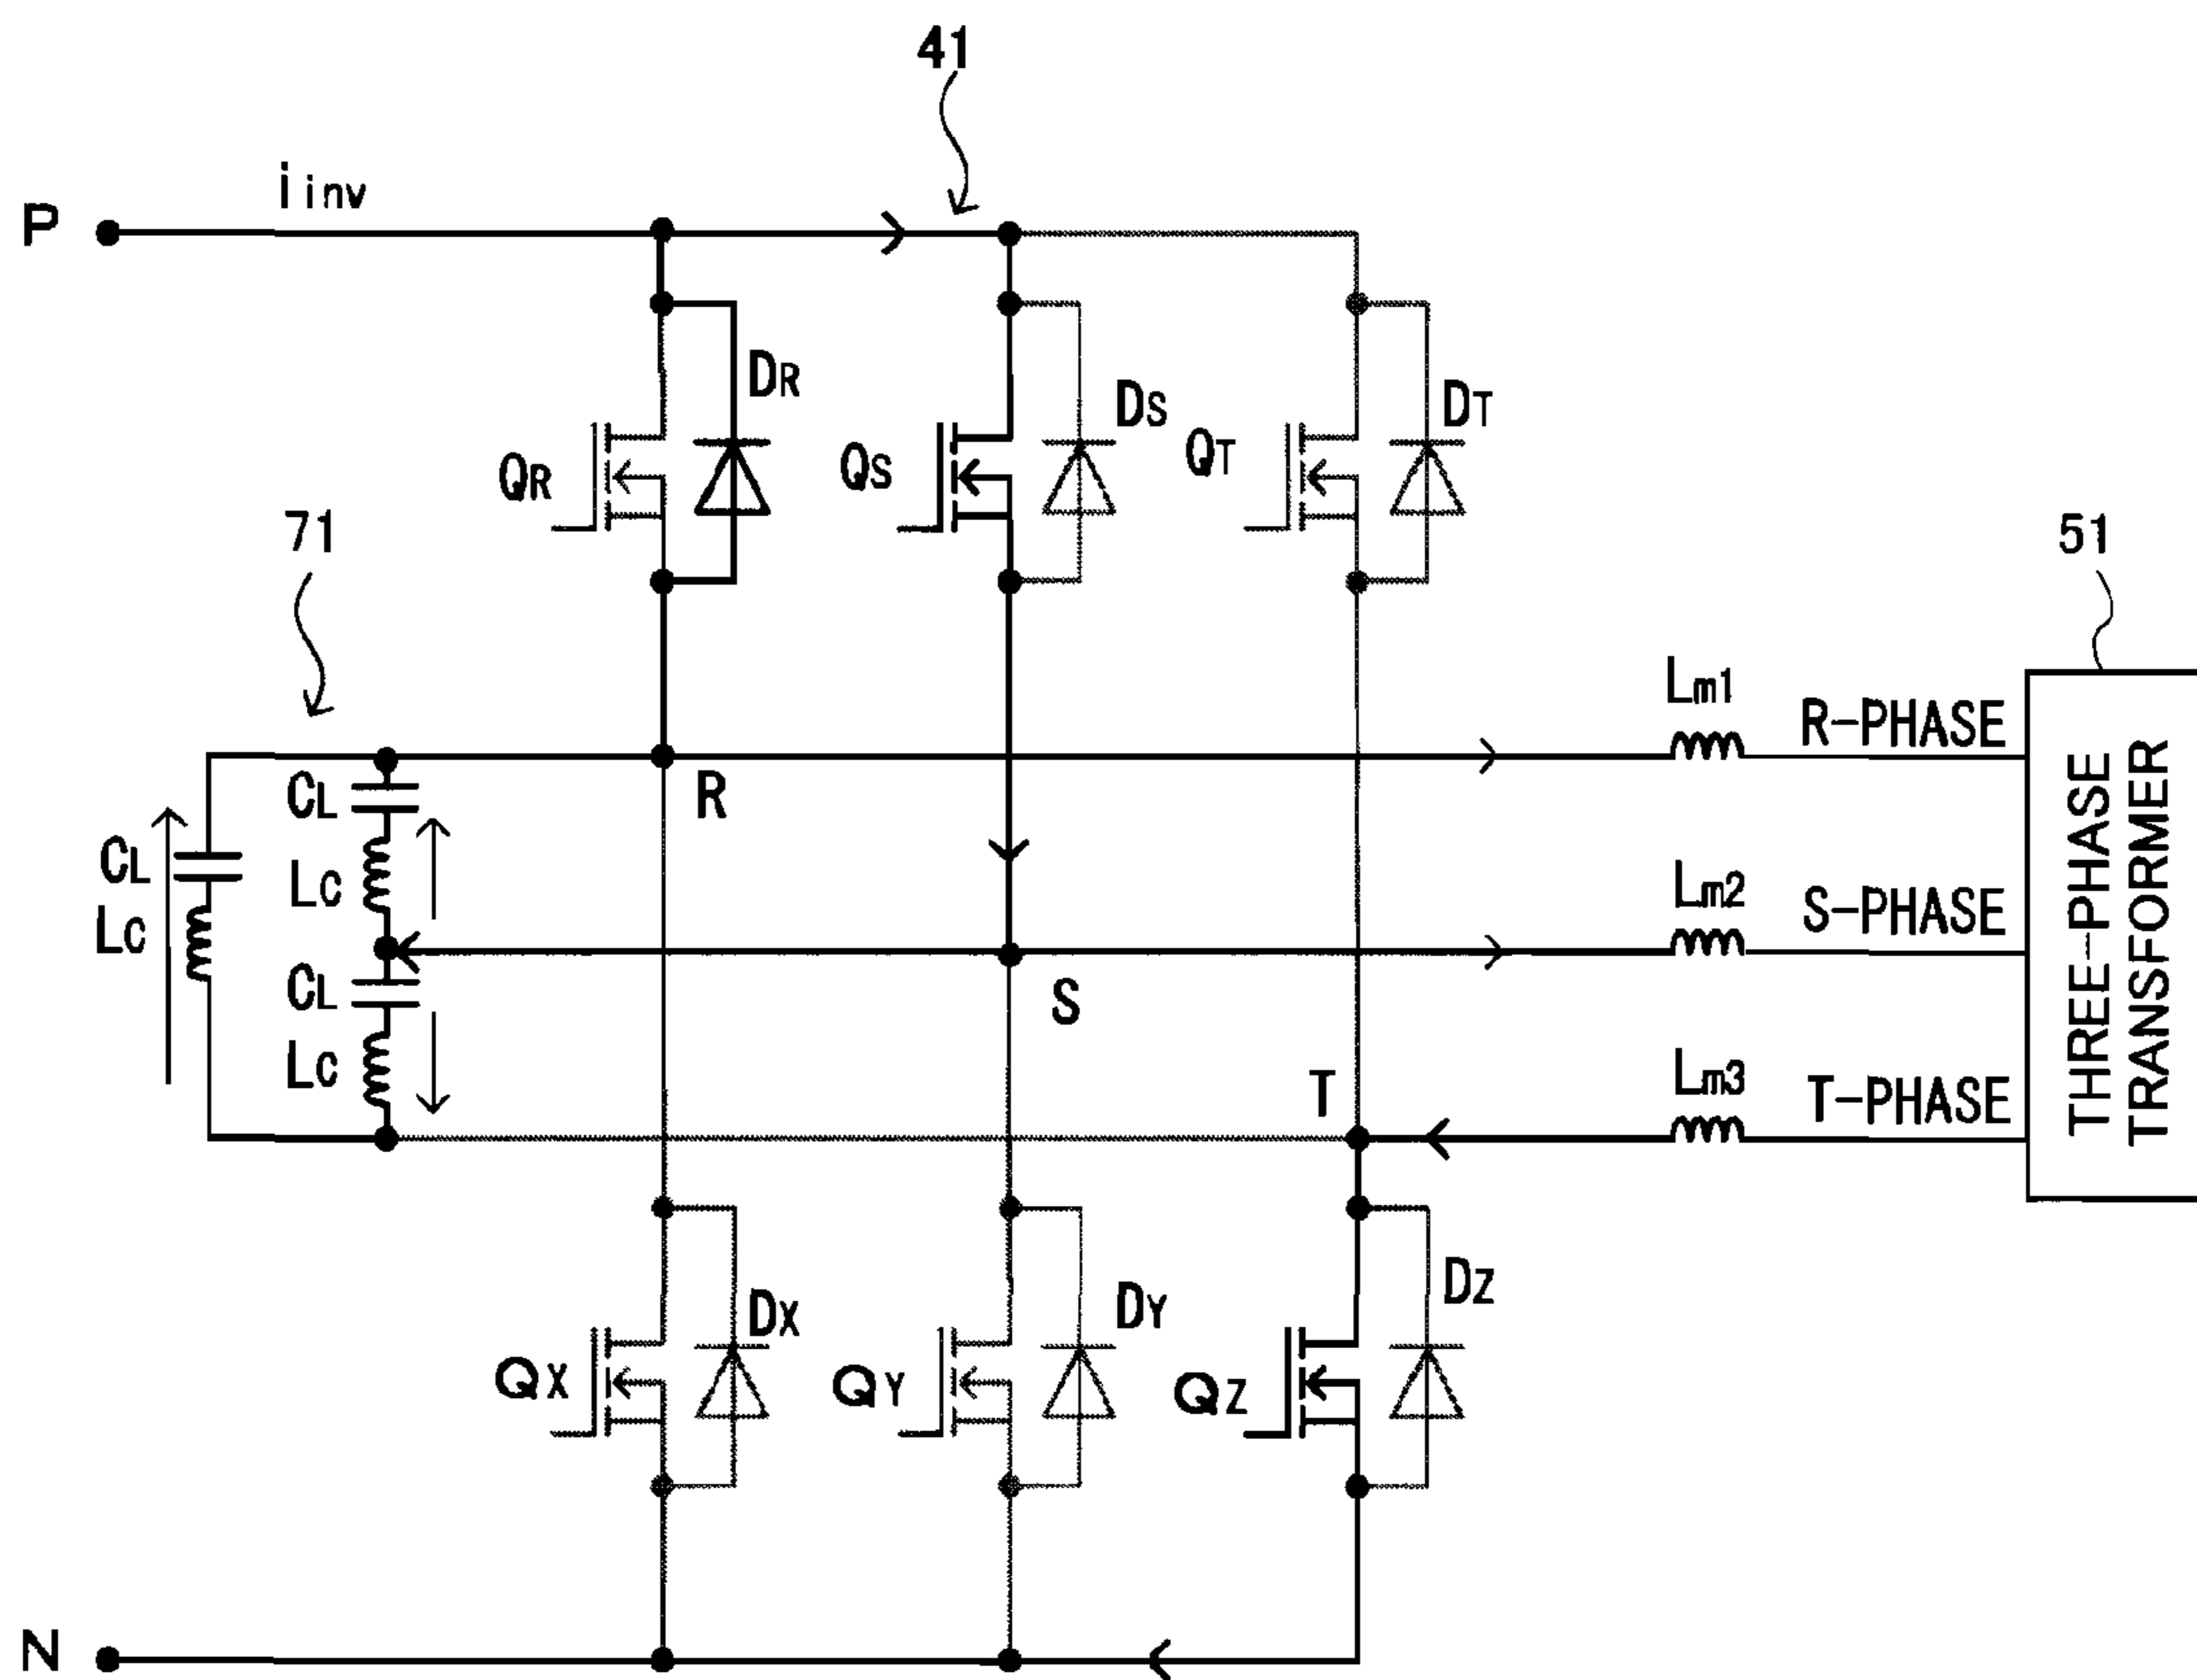 41
P
i inv
DR
DS
DT
QR
QS
QT
71
51
Lm1
R-PHASE
CL
R
CL
LC
LC
Lm2
S-PHASE
CL
S
LC
Lm3
T
T-PHASE
THREE-PHASE
TRANSFORMER
DX
DY
DZ
QX
QY
QZ
N